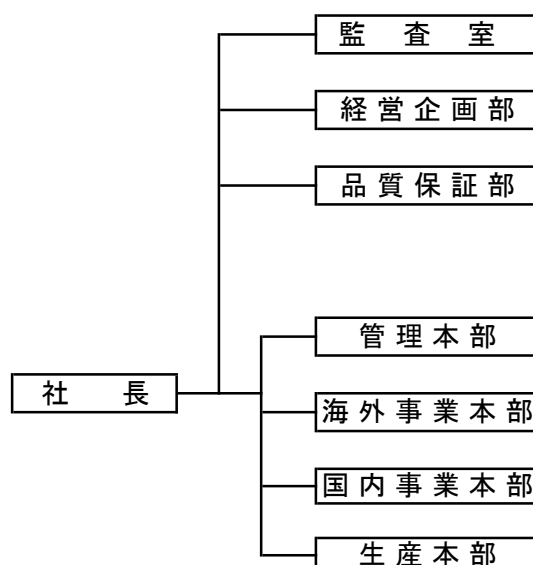 監査室
経営企画部
品質保証部
管理本部
社長
海外事業本部
国内事業本部
生産本部